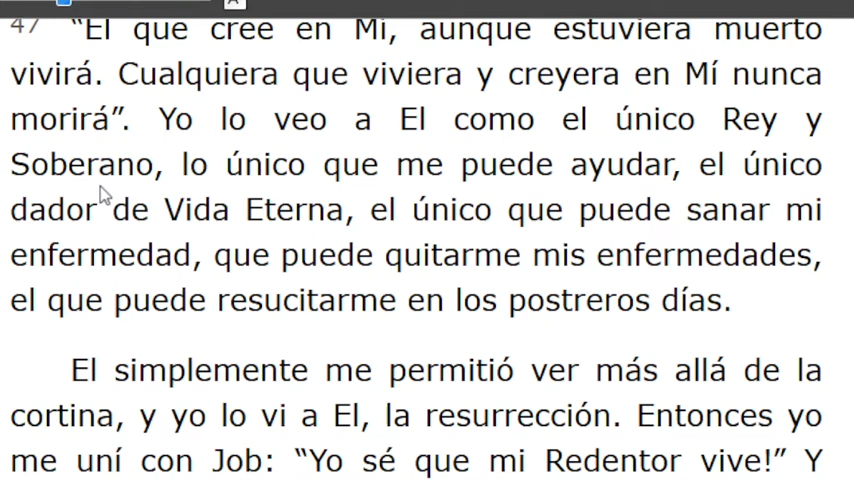 47 “El que cree en Mí, aunque estuviera muerto
vivirá. Cualquiera que viviera y creyera en Mí nunca
morirá”. Yo lo veo a El como el único Rey y
Soberano, lo único que me puede ayudar, el único
dador de Vida Eterna, el único que puede sanar mi
enfermedad, que puede quitarme mis enfermedades,
el que puede resucitarme en los postreros días.
El simplemente me permitió ver más allá de la
cortina, y yo lo vi a El, la resurrección. Entonces yo
me uní con Job: “Yo sé que mi Redentor vive!” Y